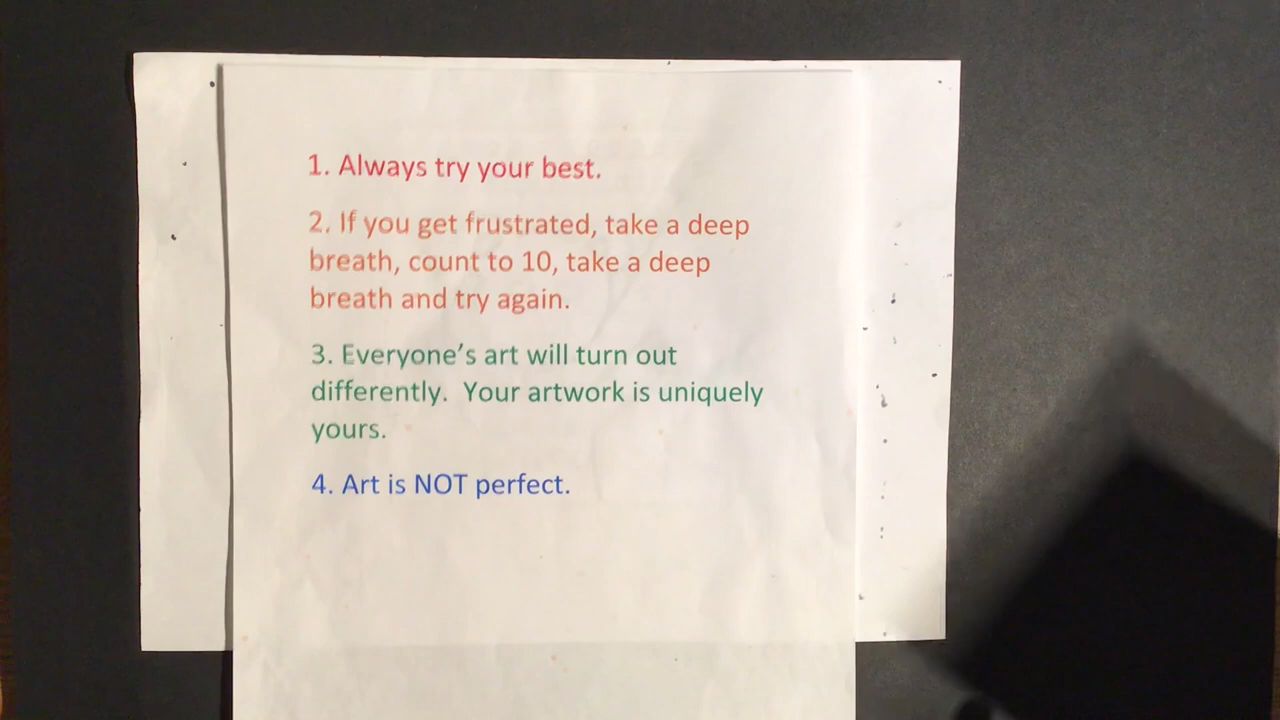 1. Always try your best.
2. If you get frustrated, take a deep
breath, count to 10, take a deep
breath and try again.
3. Everyone’s art will turn out
differently.  Your artwork is uniquely
yours.
4. Art is NOT perfect.